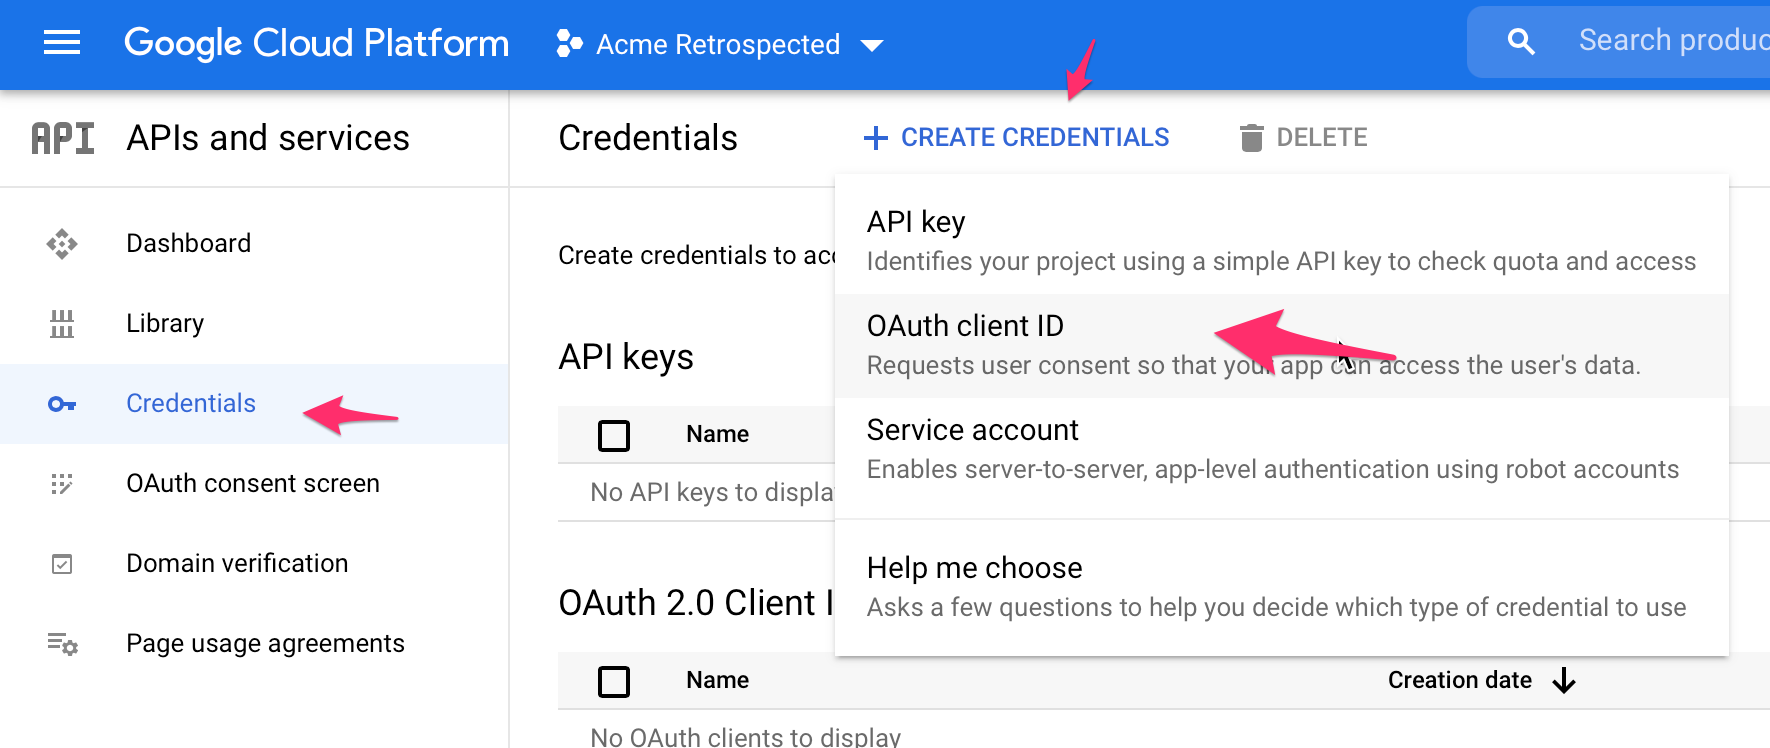 Google Cloud Platform
Acme Retrospected
Search produc
API
APIs and services
Credentials
CREATE CREDENTIALS
DELETE
Dashboard
Library
Credentials
OAuth consent screen
Domain verification
Page usage agreements
Create credentials to acc
API key
Identifies your project using a simple API key to check quota and access
OAuth client ID
Requests user consent so that your app can access the user's data.
Service account
Enables server-to-server, app-level authentication using robot accounts
Help me choose
Asks a few questions to help you decide which type of credential to use
API keys
Name
No API keys to displa
OAuth 2.0 Client I
Name
Creation date
No OAuth clients to display